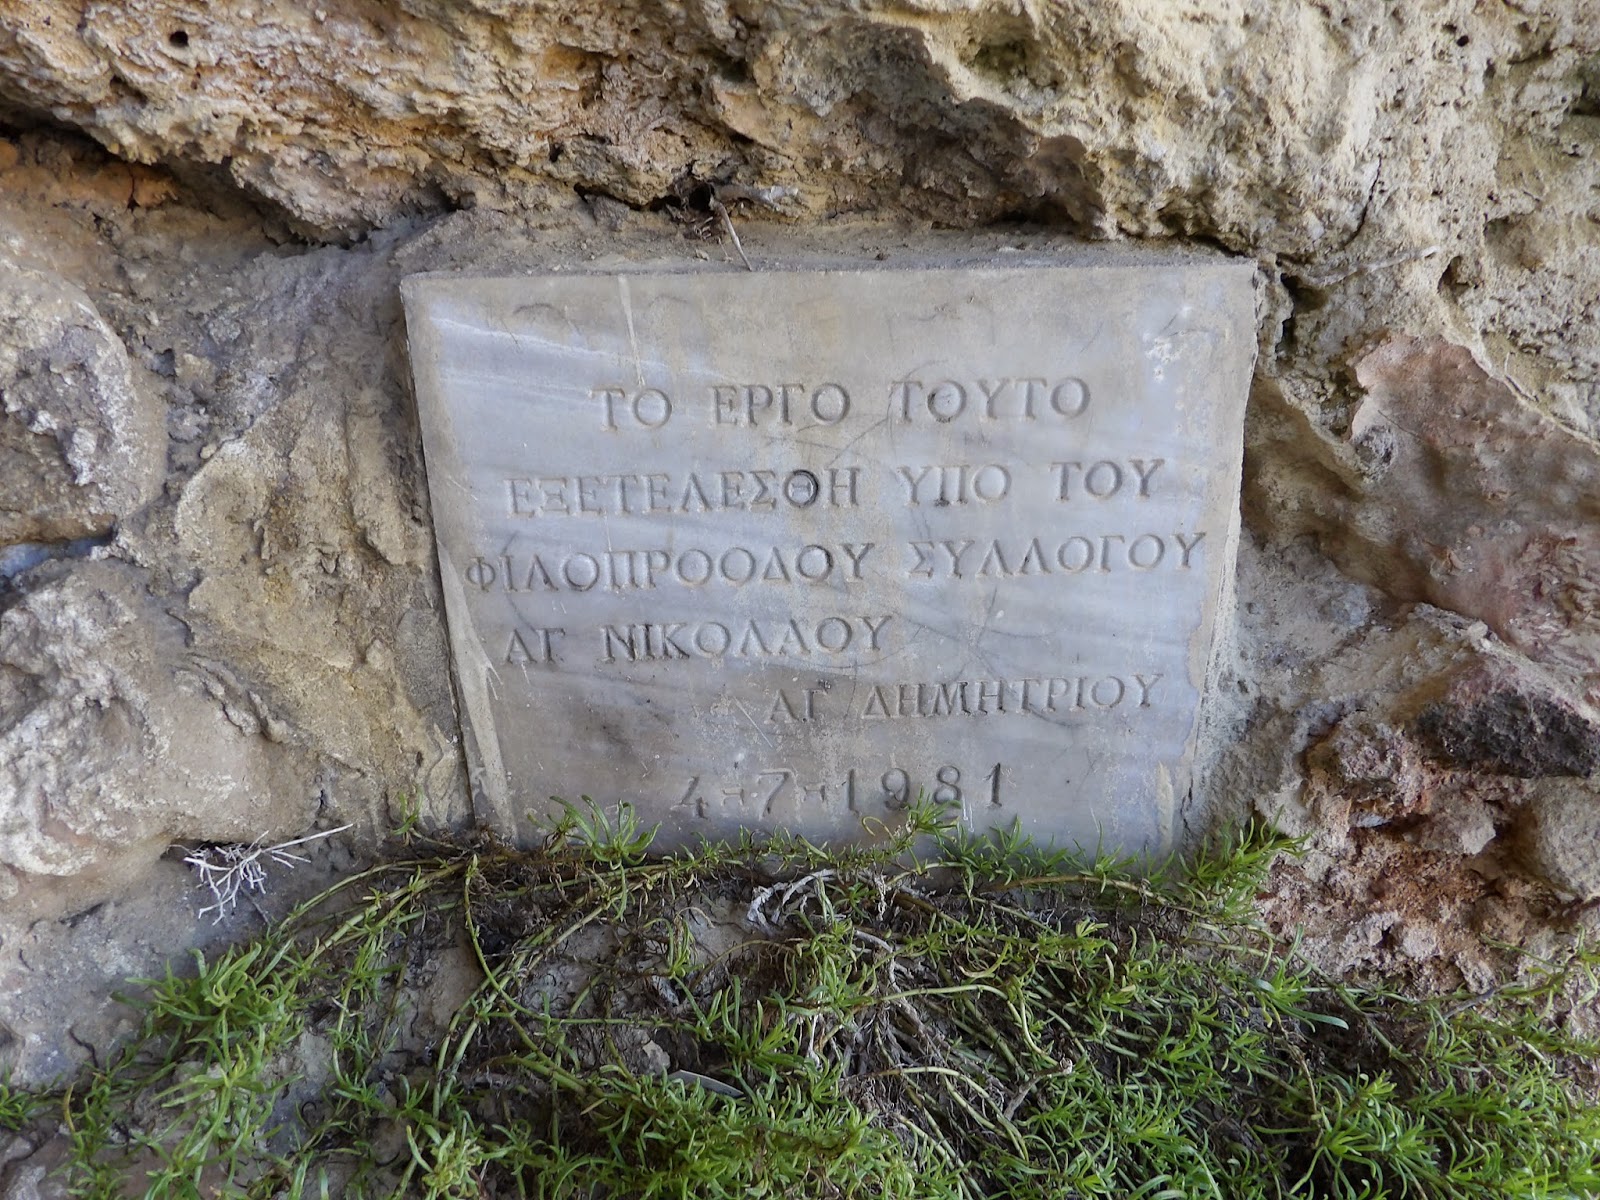 ΤΟ ΕΡΓΟ ΤΟΥΤΟ
ΕΞΕΤΕΛΕΣΘΗ ΥΠΟ ΤΟΥ
ΦΙΛΟΠΡΟΟΔΟΥ ΣΥΛΛΟΓΟΥ
ΑΓ ΝΙΚΟΛΑΟΥ
ΑΓ ΔΗΜΗΤΡΙΟΥ
4-7-1981